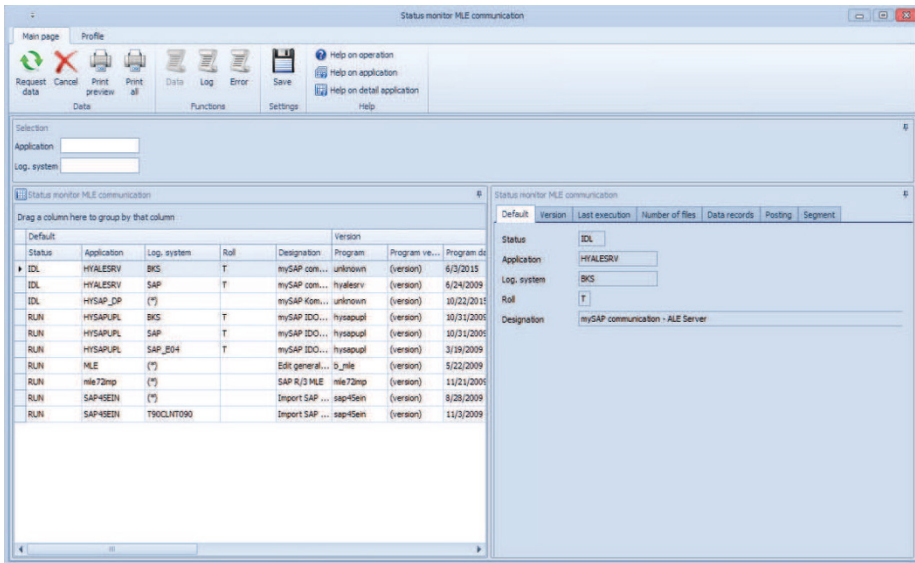 Status monitor MLE communication
Main page Profile
Request data Cancel Print preview Print all Data Log Error Save
Help on operation
Help on application
Help on detail application
Data Functions Settings Help
Selection
Application
Log. system
Status monitor MLE communication
Drag a column here to group by that column
Default Version
Status Application Log. system Roll Designation Program Program ve... Program da
IDL HYALESRV BKS T mySAP com... unknown (version) 6/3/2015
IDL HYALESRV SAP T mySAP com... hyalesrv (version) 6/24/2009
IDL HYSAP_DP (*) mySAP Kom... unknown (version) 10/22/2015
RUN HYSAPUPL BKS T mySAP IDO... hysapupl (version) 10/31/2009
RUN HYSAPUPL SAP T mySAP IDO... hysapupl (version) 10/31/2009
RUN HYSAPUPL SAP_E04 T mySAP IDO... hysapupl (version) 3/19/2009
RUN MLE (*) Edit general... b_mle (version) 5/22/2009
RUN mle72imp (*) SAP R/3 MLE mle72imp (version) 11/21/2009
RUN SAP45EIN (*) Import SAP ... sap45ein (version) 8/28/2009
RUN SAP45EIN T90CLNT090 Import SAP ... sap45ein (version) 11/3/2009
Status monitor MLE communication
Default Version Last execution Number of files Data records Posting Segment
Status IDL
Application HYALESRV
Log. system BKS
Roll T
Designation mySAP communication - ALE Server